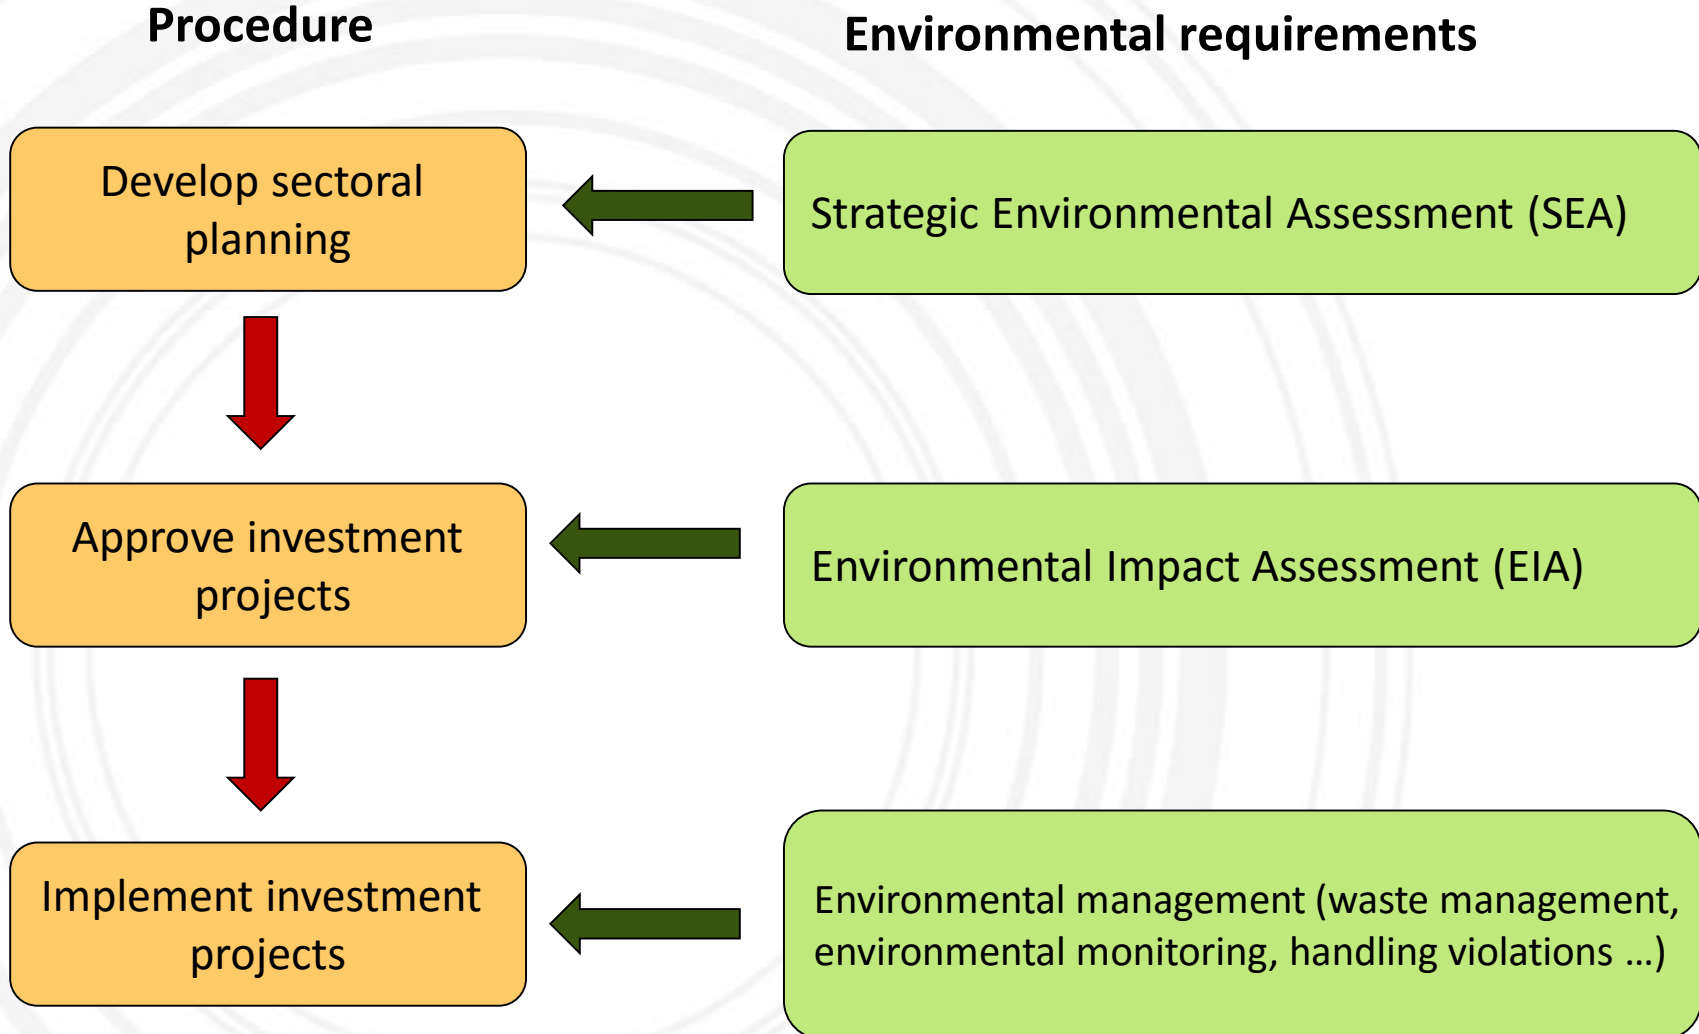 Procedure
Environmental requirements
Develop sectoral
planning
Strategic Environmental Assessment (SEA)
Approve investment
projects
Environmental Impact Assessment (EIA)
Implement investment
projects
Environmental management (waste management,
environmental monitoring, handling violations …)